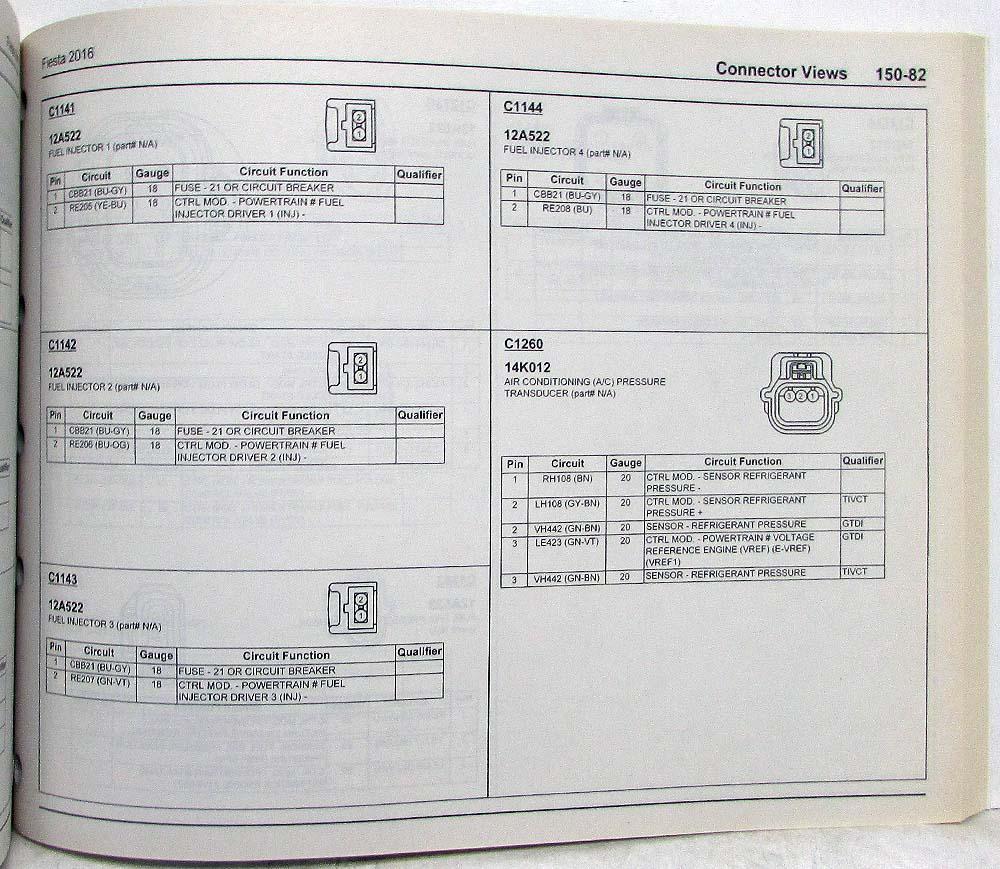 Fiesta 2016
Connector Views 150-82
C1141
12A522
FUEL INJECTOR 1 (part# N/A)
2
1
Pin Circuit Gauge Circuit Function Qualifier
1 CBB21 (BU-GY) 18 FUSE - 21 OR CIRCUIT BREAKER
2 RE205 (YE-BU) 18 CTRL MOD. - POWERTRAIN # FUEL
INJECTOR DRIVER 1 (INJ) -
C1142
12A522
FUEL INJECTOR 2 (part# N/A)
2
1
Pin Circuit Gauge Circuit Function Qualifier
1 CBB21 (BU-GY) 18 FUSE - 21 OR CIRCUIT BREAKER
2 RE206 (BU-OG) 18 CTRL MOD. - POWERTRAIN # FUEL
INJECTOR DRIVER 2 (INJ) -
C1143
12A522
FUEL INJECTOR 3 (part# N/A)
2
1
Pin Circuit Gauge Circuit Function Qualifier
1 CBB21 (BU-GY) 18 FUSE - 21 OR CIRCUIT BREAKER
2 RE207 (GN-VT) 18 CTRL MOD. - POWERTRAIN # FUEL
INJECTOR DRIVER 3 (INJ) -
C1144
12A522
FUEL INJECTOR 4 (part# N/A)
2
1
Pin Circuit Gauge Circuit Function Qualifier
1 CBB21 (BU-GY) 18 FUSE - 21 OR CIRCUIT BREAKER
2 RE208 (BU) 18 CTRL MOD. - POWERTRAIN # FUEL
INJECTOR DRIVER 4 (INJ) -
C1260
14K012
AIR CONDITIONING (A/C) PRESSURE
TRANSDUCER (part# N/A)
3 2 1
Pin Circuit Gauge Circuit Function Qualifier
1 RH108 (BN) 20 CTRL MOD. - SENSOR REFRIGERANT
PRESSURE -
2 LH108 (GY-BN) 20 CTRL MOD. - SENSOR REFRIGERANT TIVCT
PRESSURE +
2 VH442 (GN-BN) 20 SENSOR - REFRIGERANT PRESSURE GTDI
3 LE423 (GN-VT) 20 CTRL MOD. - POWERTRAIN # VOLTAGE GTDI
REFERENCE ENGINE (VREF) (E-VREF)
(VREF1)
3 VH442 (GN-BN) 20 SENSOR - REFRIGERANT PRESSURE TIVCT